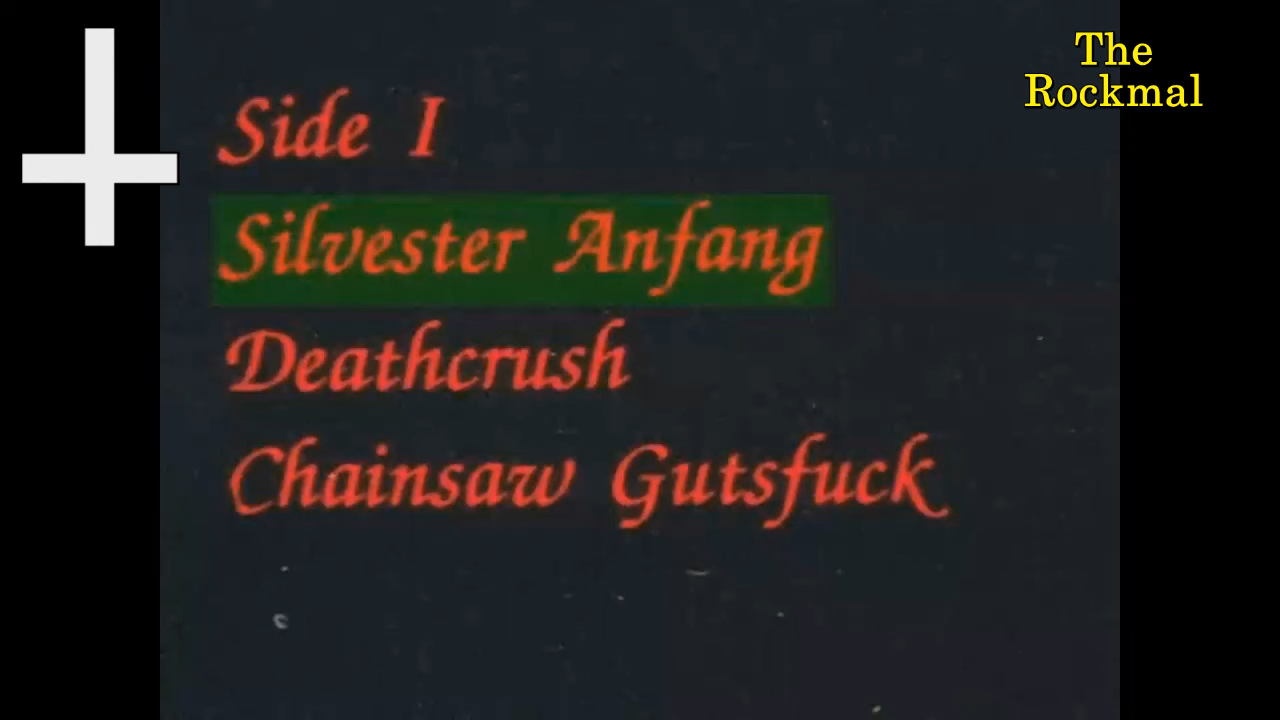 The
Rockmal
Side I
Silvester Anfang
Deathcrush
Chainsaw Gutsfuck